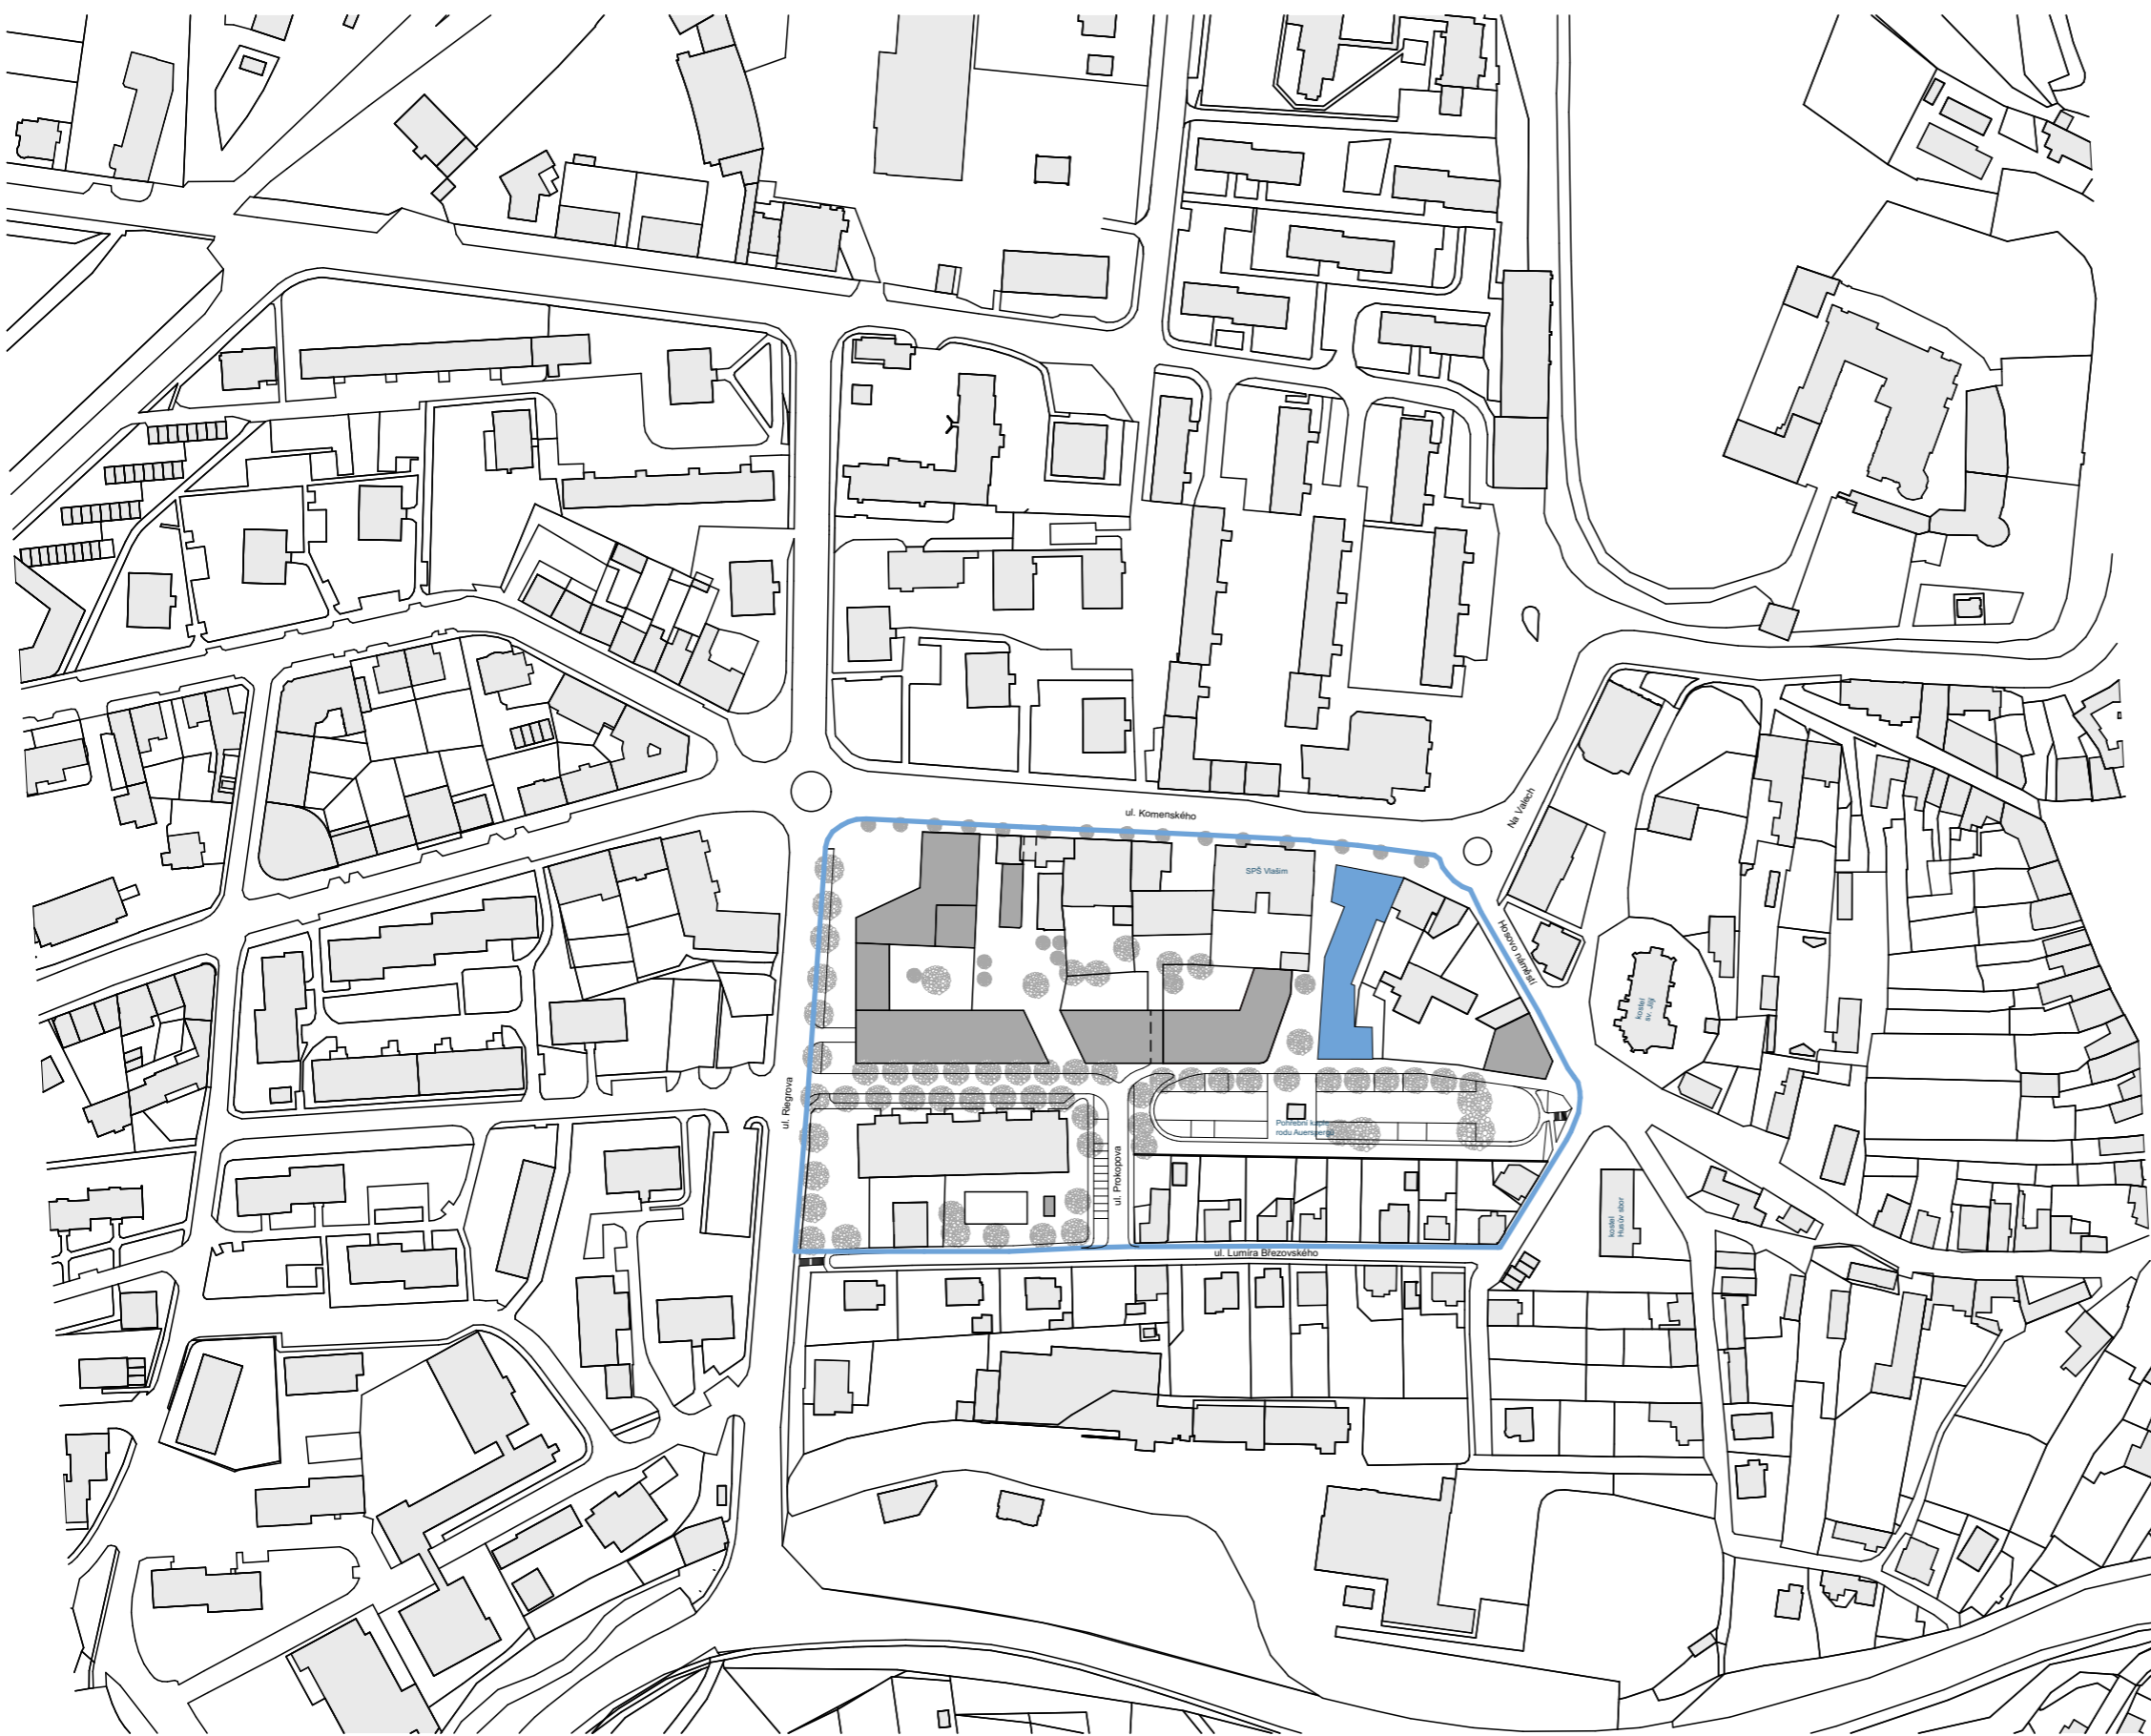 ul. Komenského
Na Valech
SPŠ Vlašim
Husovo náměstí
kostel
sv. Jiljí
ul. Riegrova
Pohřební kaple
rodu Auerspergů
ul. Prokopova
kostel
Husův sbor
ul. Lumíra Březovského